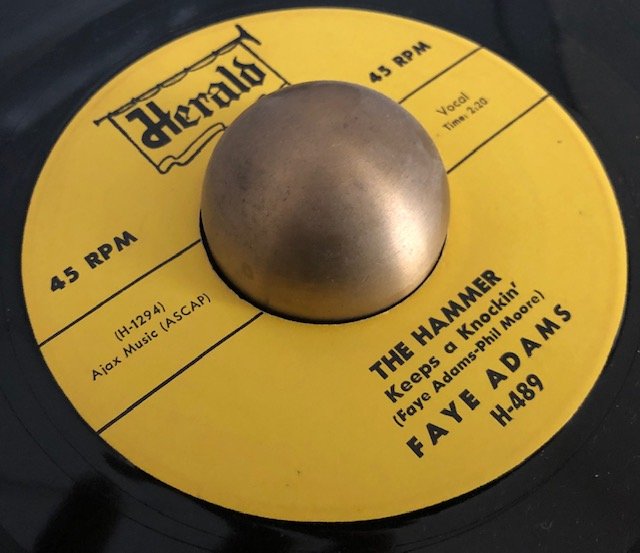 Herald
45 RPM
45 RPM
Vocal
Time: 2:20
(H-1294)
Ajax Music (ASCAP)
THE HAMMER
Keeps a Knockin'
(Faye Adams-Phil Moore)
FAYE ADAMS
H-489